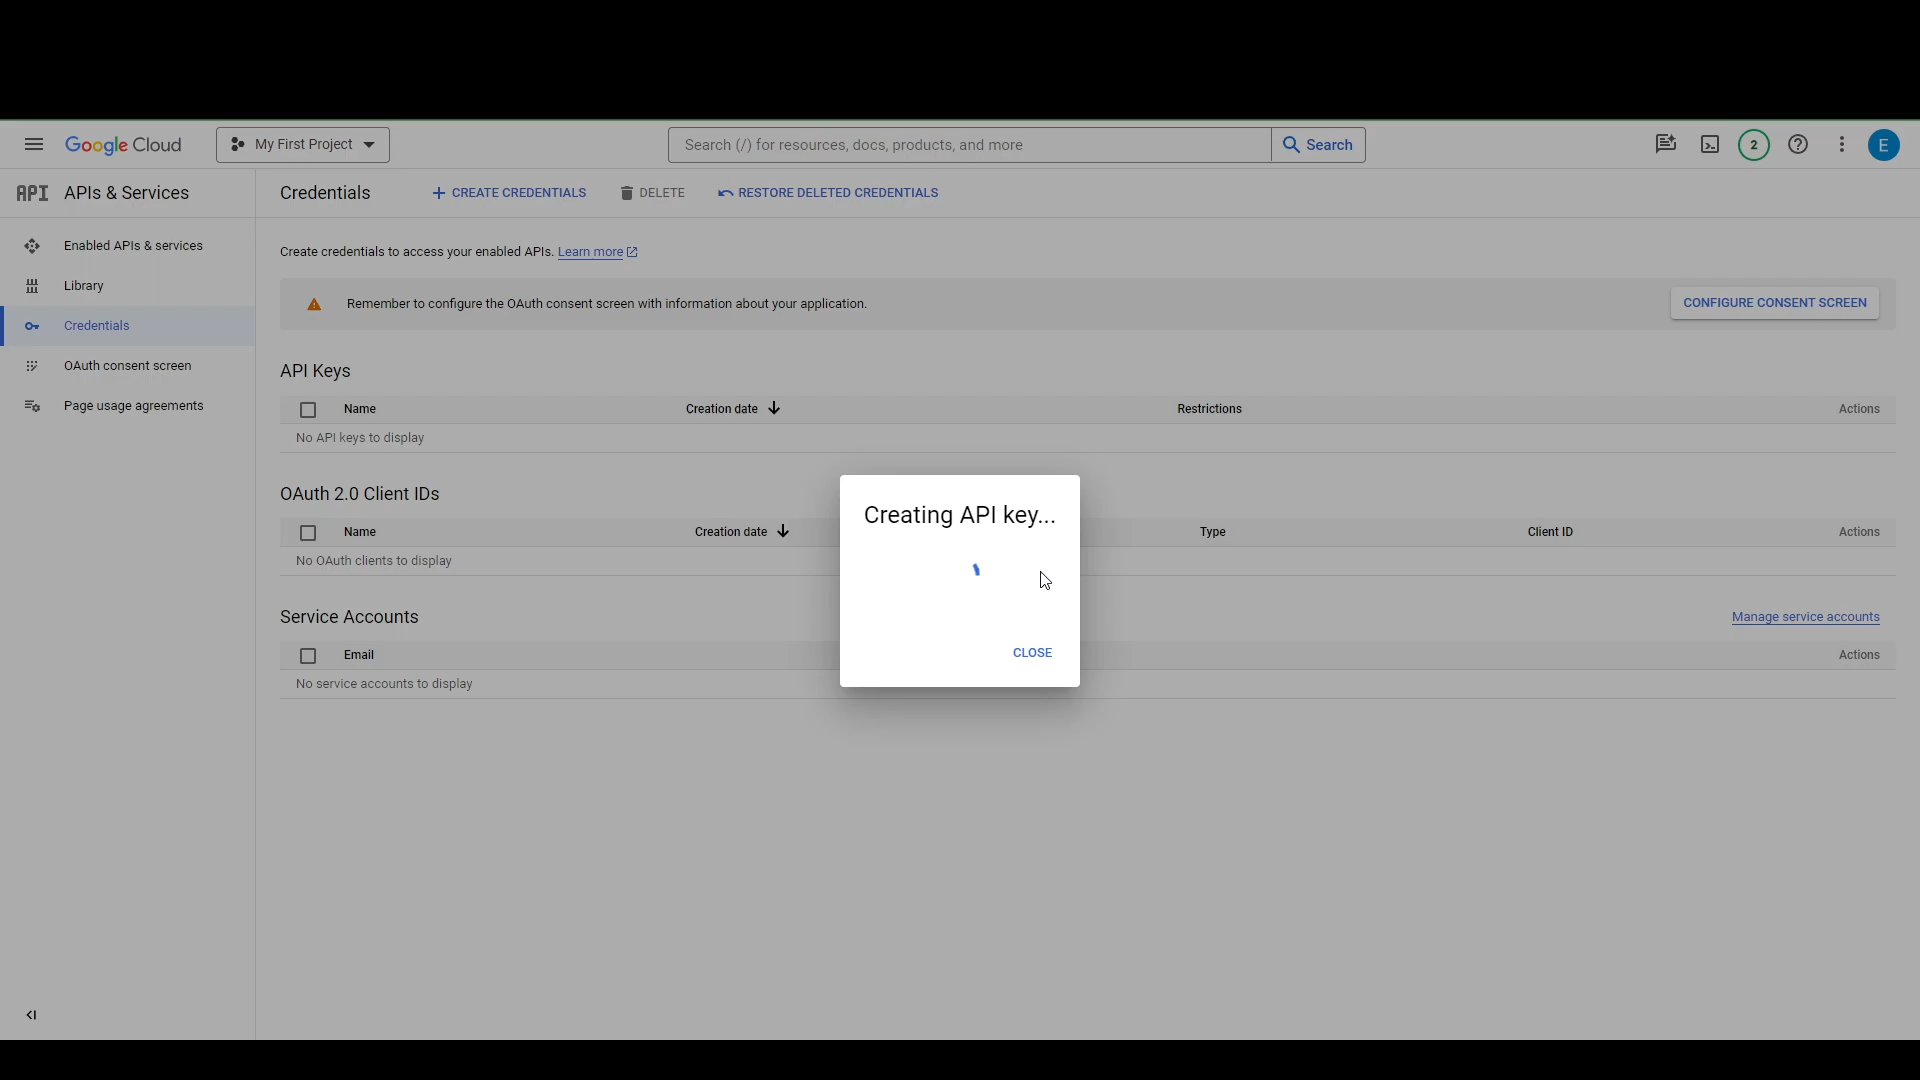 Google Cloud
My First Project
Search (/) for resources, docs, products, and more
Search
2
E
API APIs & Services
Credentials
CREATE CREDENTIALS
DELETE
RESTORE DELETED CREDENTIALS
Enabled APIs & services
Library
Credentials
OAuth consent screen
Page usage agreements
Create credentials to access your enabled APIs. Learn more
Remember to configure the OAuth consent screen with information about your application.
CONFIGURE CONSENT SCREEN
API Keys
Name Creation date Restrictions Actions
No API keys to display
OAuth 2.0 Client IDs
Name Creation date Type Client ID Actions
No OAuth clients to display
Service Accounts
Manage service accounts
Email Actions
No service accounts to display
Creating API key...
CLOSE